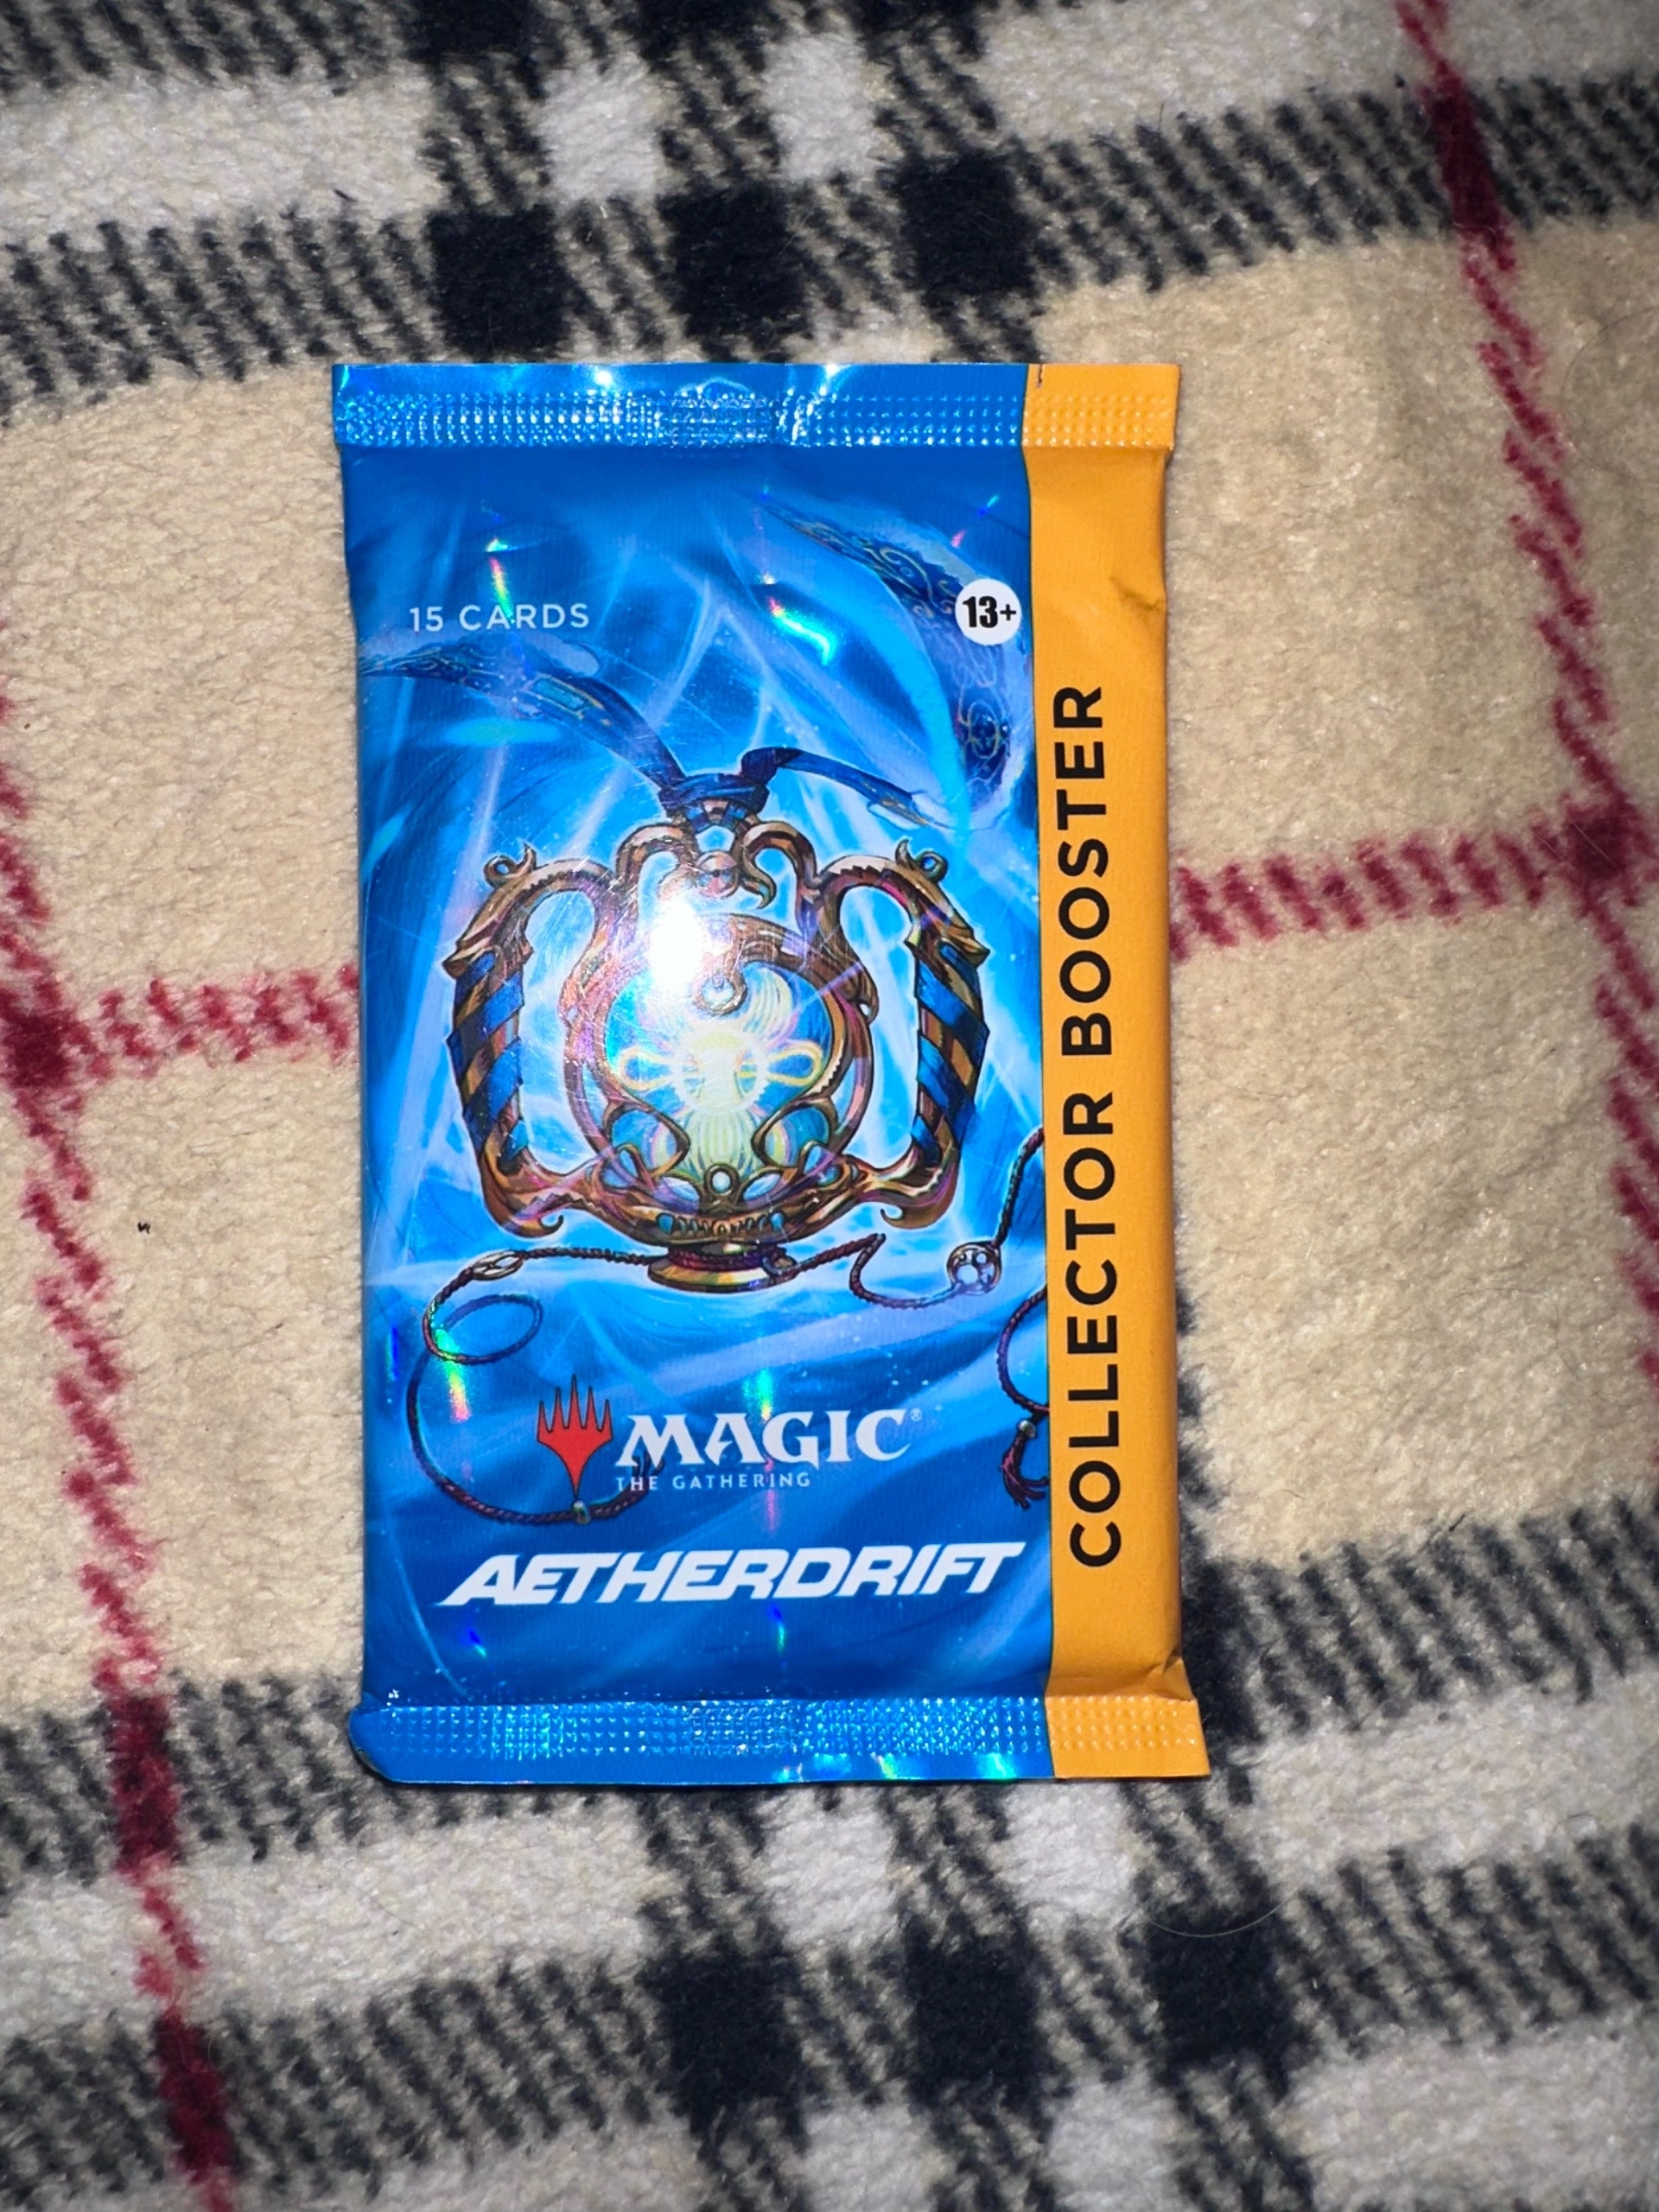 15 CARDS
13+
COLLECTOR BOOSTER
MAGIC®
THE GATHERING
AETHERDRIFT